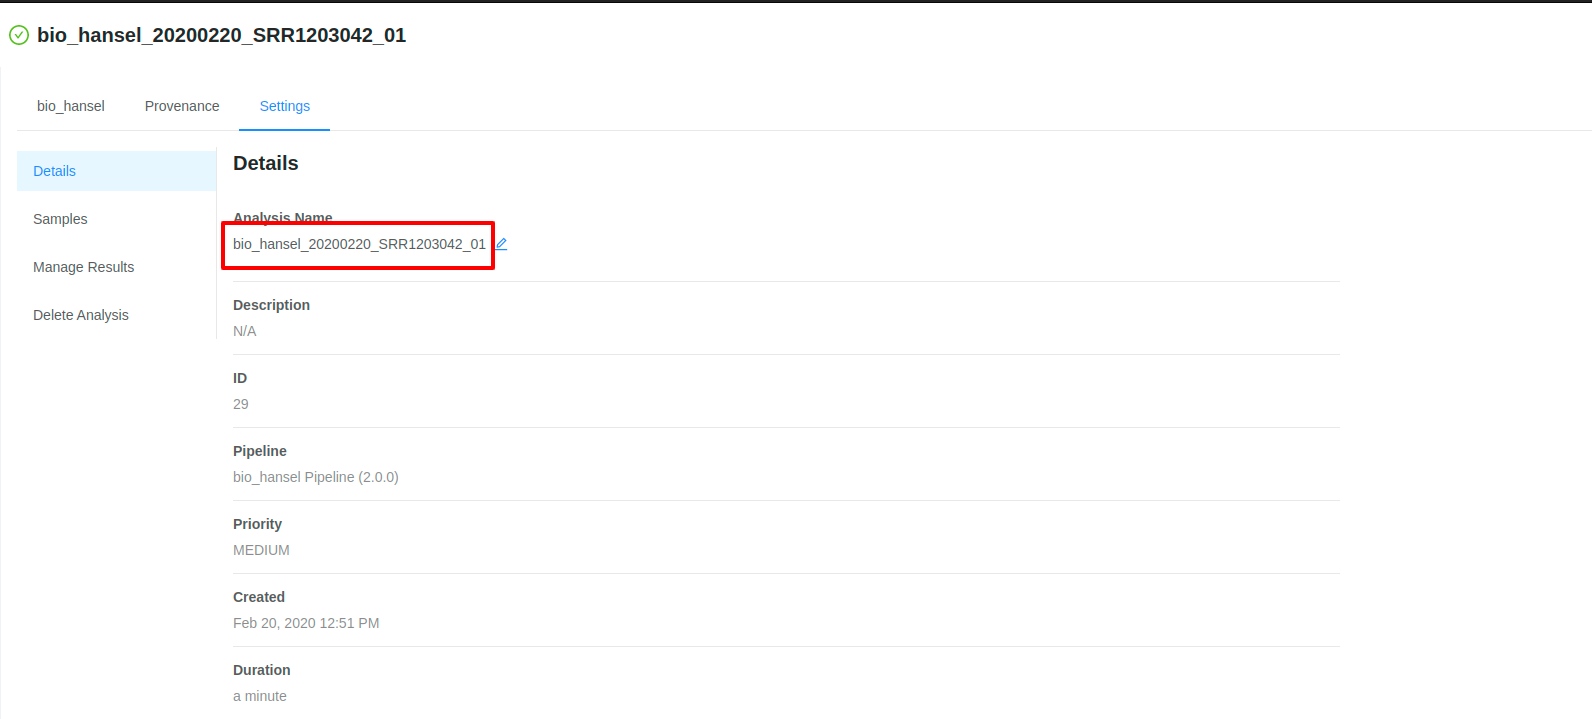 bio_hansel_20200220_SRR1203042_01
bio_hansel Provenance Settings
Details
Samples
Manage Results
Delete Analysis
Details
Analysis Name
bio_hansel_20200220_SRR1203042_01
Description
N/A
ID
29
Pipeline
bio_hansel Pipeline (2.0.0)
Priority
MEDIUM
Created
Feb 20, 2020 12:51 PM
Duration
a minute